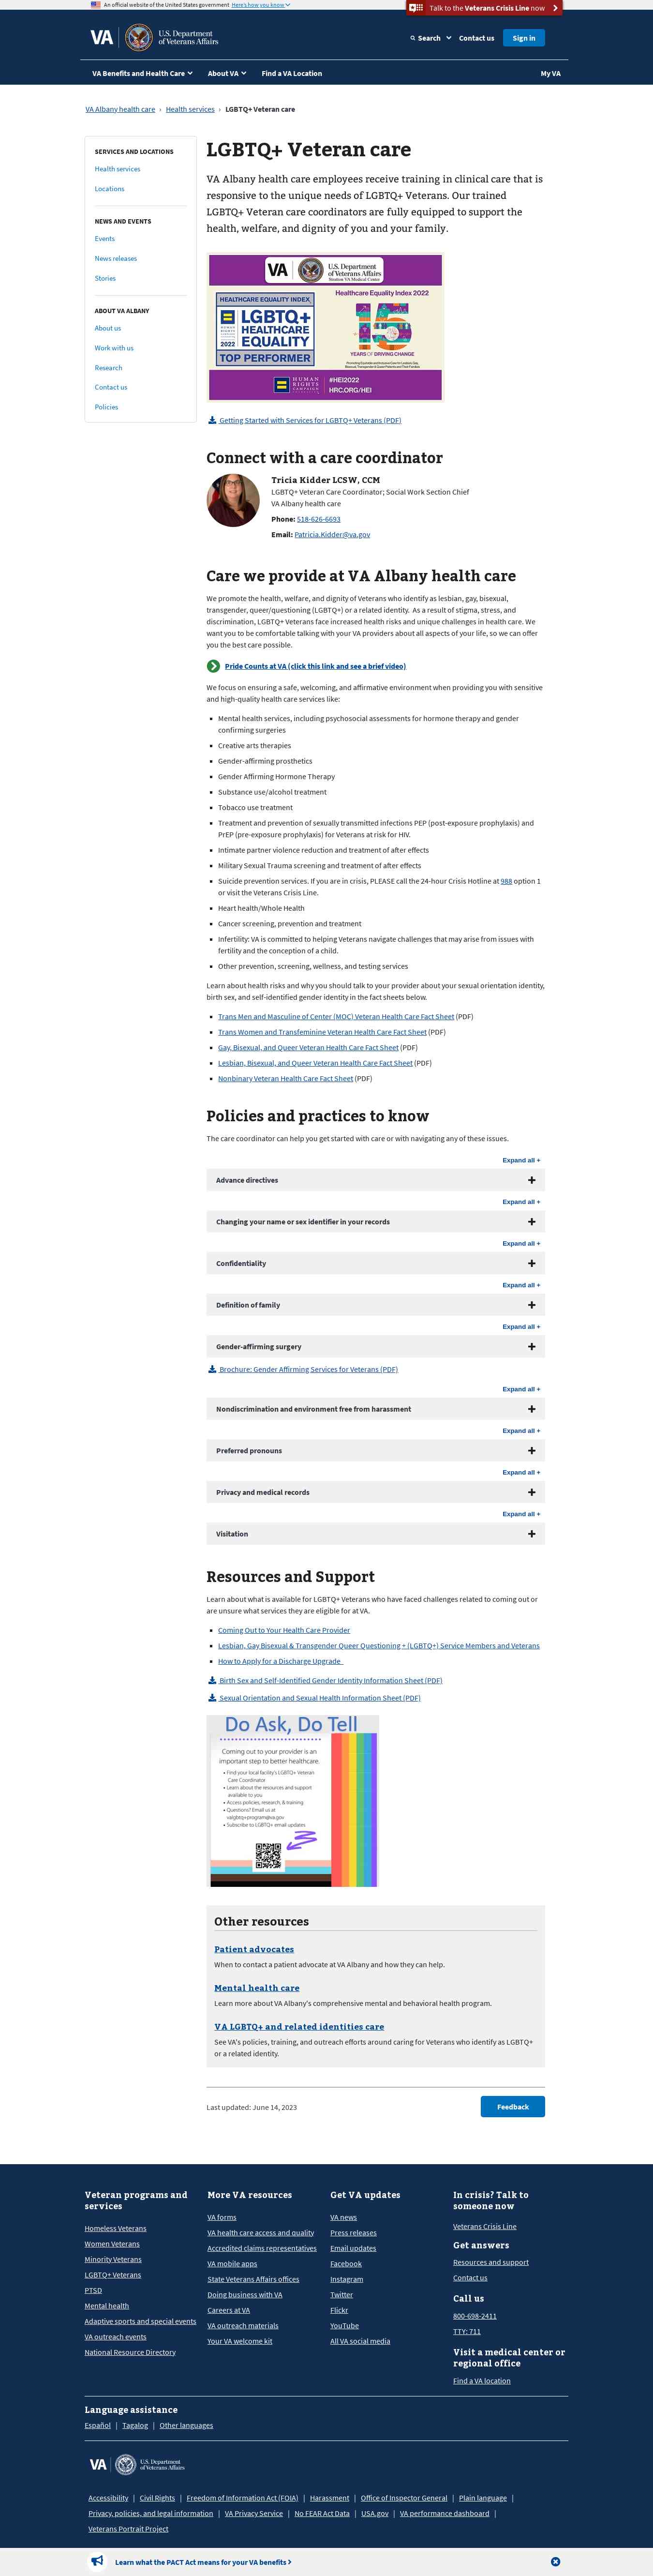 An official website of the United States government Here's how you know
Talk to the Veterans Crisis Line now
VA
U.S. Department
of Veterans Affairs
Search
Contact us
Sign in
VA Benefits and Health Care
About VA
Find a VA Location
My VA
VA Albany health care › Health services › LGBTQ+ Veteran care
SERVICES AND LOCATIONS
Health services
Locations
NEWS AND EVENTS
Events
News releases
Stories
ABOUT VA ALBANY
About us
Work with us
Research
Contact us
Policies
LGBTQ+ Veteran care
VA Albany health care employees receive training in clinical care that is
responsive to the unique needs of LGBTQ+ Veterans. Our trained
LGBTQ+ Veteran care coordinators are fully equipped to support the
health, welfare, and dignity of you and your family.
VA
U.S. Department
of Veterans Affairs
Stratton VA Medical Center
HEALTHCARE EQUALITY INDEX
LGBTQ+
HEALTHCARE
EQUALITY
TOP PERFORMER
Healthcare Equality Index 2022
15
YEARS OF DRIVING CHANGE
HUMAN
RIGHTS
CAMPAIGN
FOUNDATION
#HEI2022
HRC.ORG/HEI
Getting Started with Services for LGBTQ+ Veterans (PDF)
Connect with a care coordinator
Tricia Kidder LCSW, CCM
LGBTQ+ Veteran Care Coordinator; Social Work Section Chief
VA Albany health care
Phone: 518-626-6693
Email: Patricia.Kidder@va.gov
Care we provide at VA Albany health care
We promote the health, welfare, and dignity of Veterans who identify as lesbian, gay, bisexual,
transgender, queer/questioning (LGBTQ+) or a related identity. As a result of stigma, stress, and
discrimination, LGBTQ+ Veterans face increased health risks and unique challenges in health care. We
want you to be comfortable talking with your VA providers about all aspects of your life, so we can offer
you the best care possible.
Pride Counts at VA (click this link and see a brief video)
We focus on ensuring a safe, welcoming, and affirmative environment when providing you with sensitive
and high-quality health care services like:
Mental health services, including psychosocial assessments for hormone therapy and gender
confirming surgeries
Creative arts therapies
Gender-affirming prosthetics
Gender Affirming Hormone Therapy
Substance use/alcohol treatment
Tobacco use treatment
Treatment and prevention of sexually transmitted infections PEP (post-exposure prophylaxis) and
PrEP (pre-exposure prophylaxis) for Veterans at risk for HIV.
Intimate partner violence reduction and treatment of after effects
Military Sexual Trauma screening and treatment of after effects
Suicide prevention services. If you are in crisis, PLEASE call the 24-hour Crisis Hotline at 988 option 1
or visit the Veterans Crisis Line.
Heart health/Whole Health
Cancer screening, prevention and treatment
Infertility: VA is committed to helping Veterans navigate challenges that may arise from issues with
fertility and the conception of a child.
Other prevention, screening, wellness, and testing services
Learn about health risks and why you should talk to your provider about your sexual orientation identity,
birth sex, and self-identified gender identity in the fact sheets below.
Trans Men and Masculine of Center (MOC) Veteran Health Care Fact Sheet (PDF)
Trans Women and Transfeminine Veteran Health Care Fact Sheet (PDF)
Gay, Bisexual, and Queer Veteran Health Care Fact Sheet (PDF)
Lesbian, Bisexual, and Queer Veteran Health Care Fact Sheet (PDF)
Nonbinary Veteran Health Care Fact Sheet (PDF)
Policies and practices to know
The care coordinator can help you get started with care or with navigating any of these issues.
Expand all +
Advance directives
Expand all +
Changing your name or sex identifier in your records
Expand all +
Confidentiality
Expand all +
Definition of family
Expand all +
Gender-affirming surgery
Brochure: Gender Affirming Services for Veterans (PDF)
Expand all +
Nondiscrimination and environment free from harassment
Expand all +
Preferred pronouns
Expand all +
Privacy and medical records
Expand all +
Visitation
Resources and Support
Learn about what is available for LGBTQ+ Veterans who have faced challenges related to coming out or
are unsure what services they are eligible for at VA.
Coming Out to Your Health Care Provider
Lesbian, Gay Bisexual & Transgender Queer Questioning + (LGBTQ+) Service Members and Veterans
How to Apply for a Discharge Upgrade
Birth Sex and Self-Identified Gender Identity Information Sheet (PDF)
Sexual Orientation and Sexual Health Information Sheet (PDF)
Do Ask, Do Tell
Coming out to your provider is an
important step to better healthcare.
• Find your local facility's LGBTQ+ Veteran
Care Coordinator
• Learn about the resources and support
available to you
• Access policies, research, & training
• Questions? Email us at
valgbtqprogram@va.gov
• Subscribe to LGBTQ+ email updates
Other resources
Patient advocates
When to contact a patient advocate at VA Albany and how they can help.
Mental health care
Learn more about VA Albany's comprehensive mental and behavioral health program.
VA LGBTQ+ and related identities care
See VA's policies, training, and outreach efforts around caring for Veterans who identify as LGBTQ+
or a related identity.
Last updated: June 14, 2023
Feedback
Veteran programs and
services
Homeless Veterans
Women Veterans
Minority Veterans
LGBTQ+ Veterans
PTSD
Mental health
Adaptive sports and special events
VA outreach events
National Resource Directory
More VA resources
VA forms
VA health care access and quality
Accredited claims representatives
VA mobile apps
State Veterans Affairs offices
Doing business with VA
Careers at VA
VA outreach materials
Your VA welcome kit
Get VA updates
VA news
Press releases
Email updates
Facebook
Instagram
Twitter
Flickr
YouTube
All VA social media
In crisis? Talk to
someone now
Veterans Crisis Line
Get answers
Resources and support
Contact us
Call us
800-698-2411
TTY: 711
Visit a medical center or
regional office
Find a VA location
Language assistance
Español | Tagalog | Other languages
VA
U.S. Department
of Veterans Affairs
Accessibility | Civil Rights | Freedom of Information Act (FOIA) | Harassment | Office of Inspector General | Plain language |
Privacy, policies, and legal information | VA Privacy Service | No FEAR Act Data | USA.gov | VA performance dashboard |
Veterans Portrait Project
Learn what the PACT Act means for your VA benefits